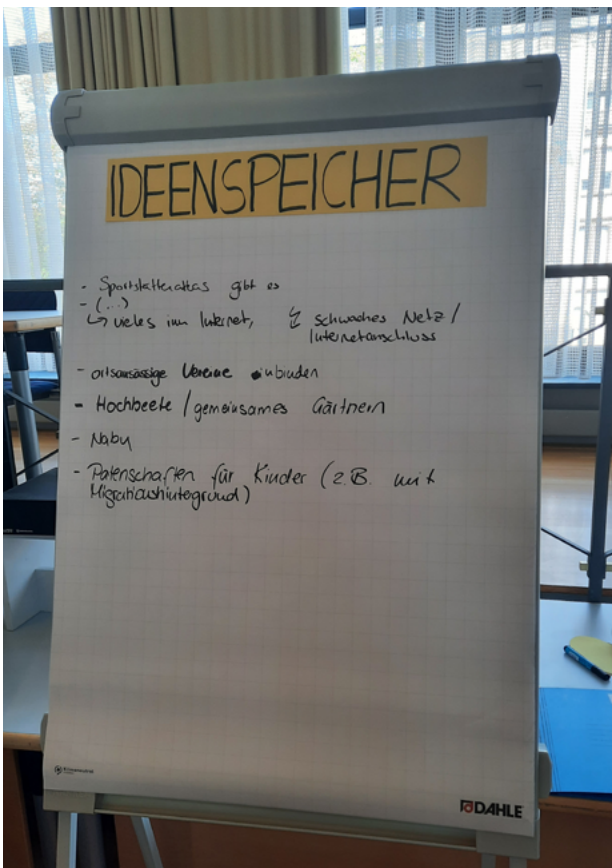 IDEENSPEICHER
- Sportstättenatlas gibt es
- (...)
↳ vieles im Internet, ↯ schwaches Netz /
Internetanschluss
- ortsansässige Vereine einbinden
- Hochbeete / gemeinsames Gärtnern
- Nabu
- Patenschaften für Kinder (z.B. mit
Migrationshintegrund)
DAHLE